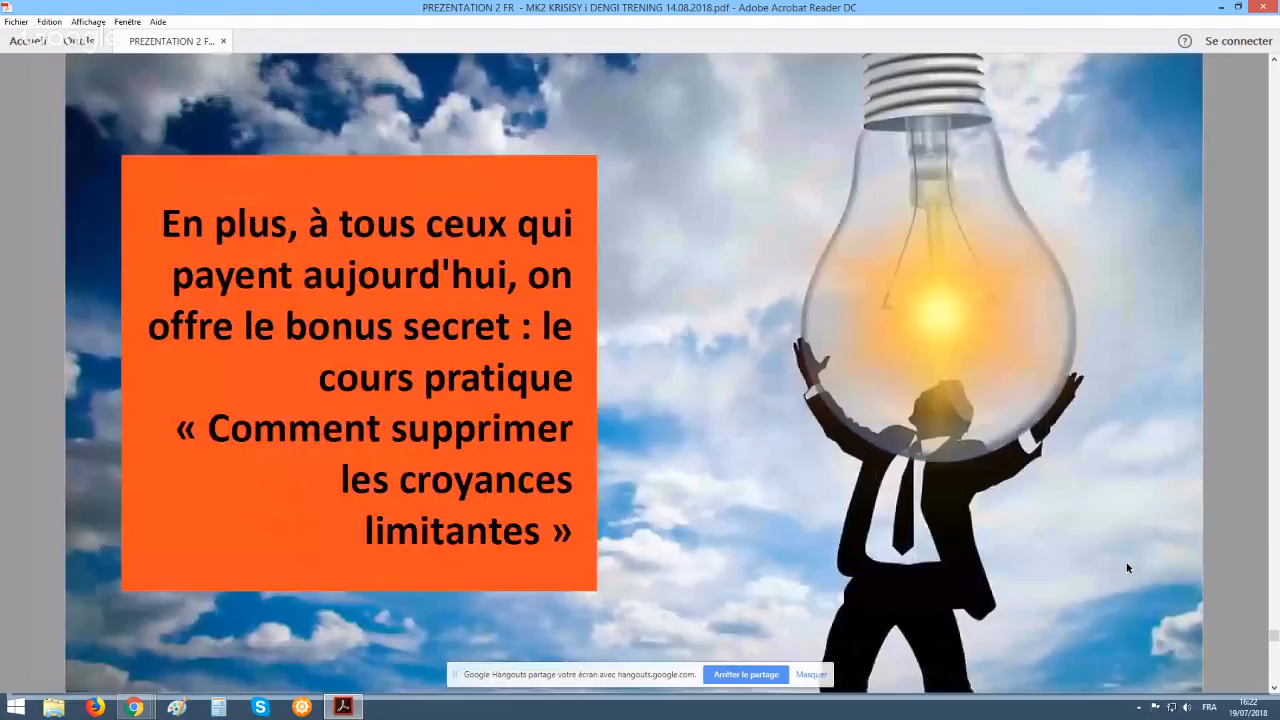 PREZENTATION 2 FR - MK2 KRISISY i DENGI TRENING 14.08.2018.pdf - Adobe Acrobat Reader DC
Fichier Edition Affichage Fenêtre Aide
Accueil Outils PREZENTATION 2 F... × ? Se connecter
Google
En plus, à tous ceux qui
payent aujourd'hui, on
offre le bonus secret : le
cours pratique
« Comment supprimer
les croyances
limitantes »
Google Hangouts partage votre écran avec hangouts.google.com. Arrêter le partage Masquer
FRA 16:22
19/07/2018